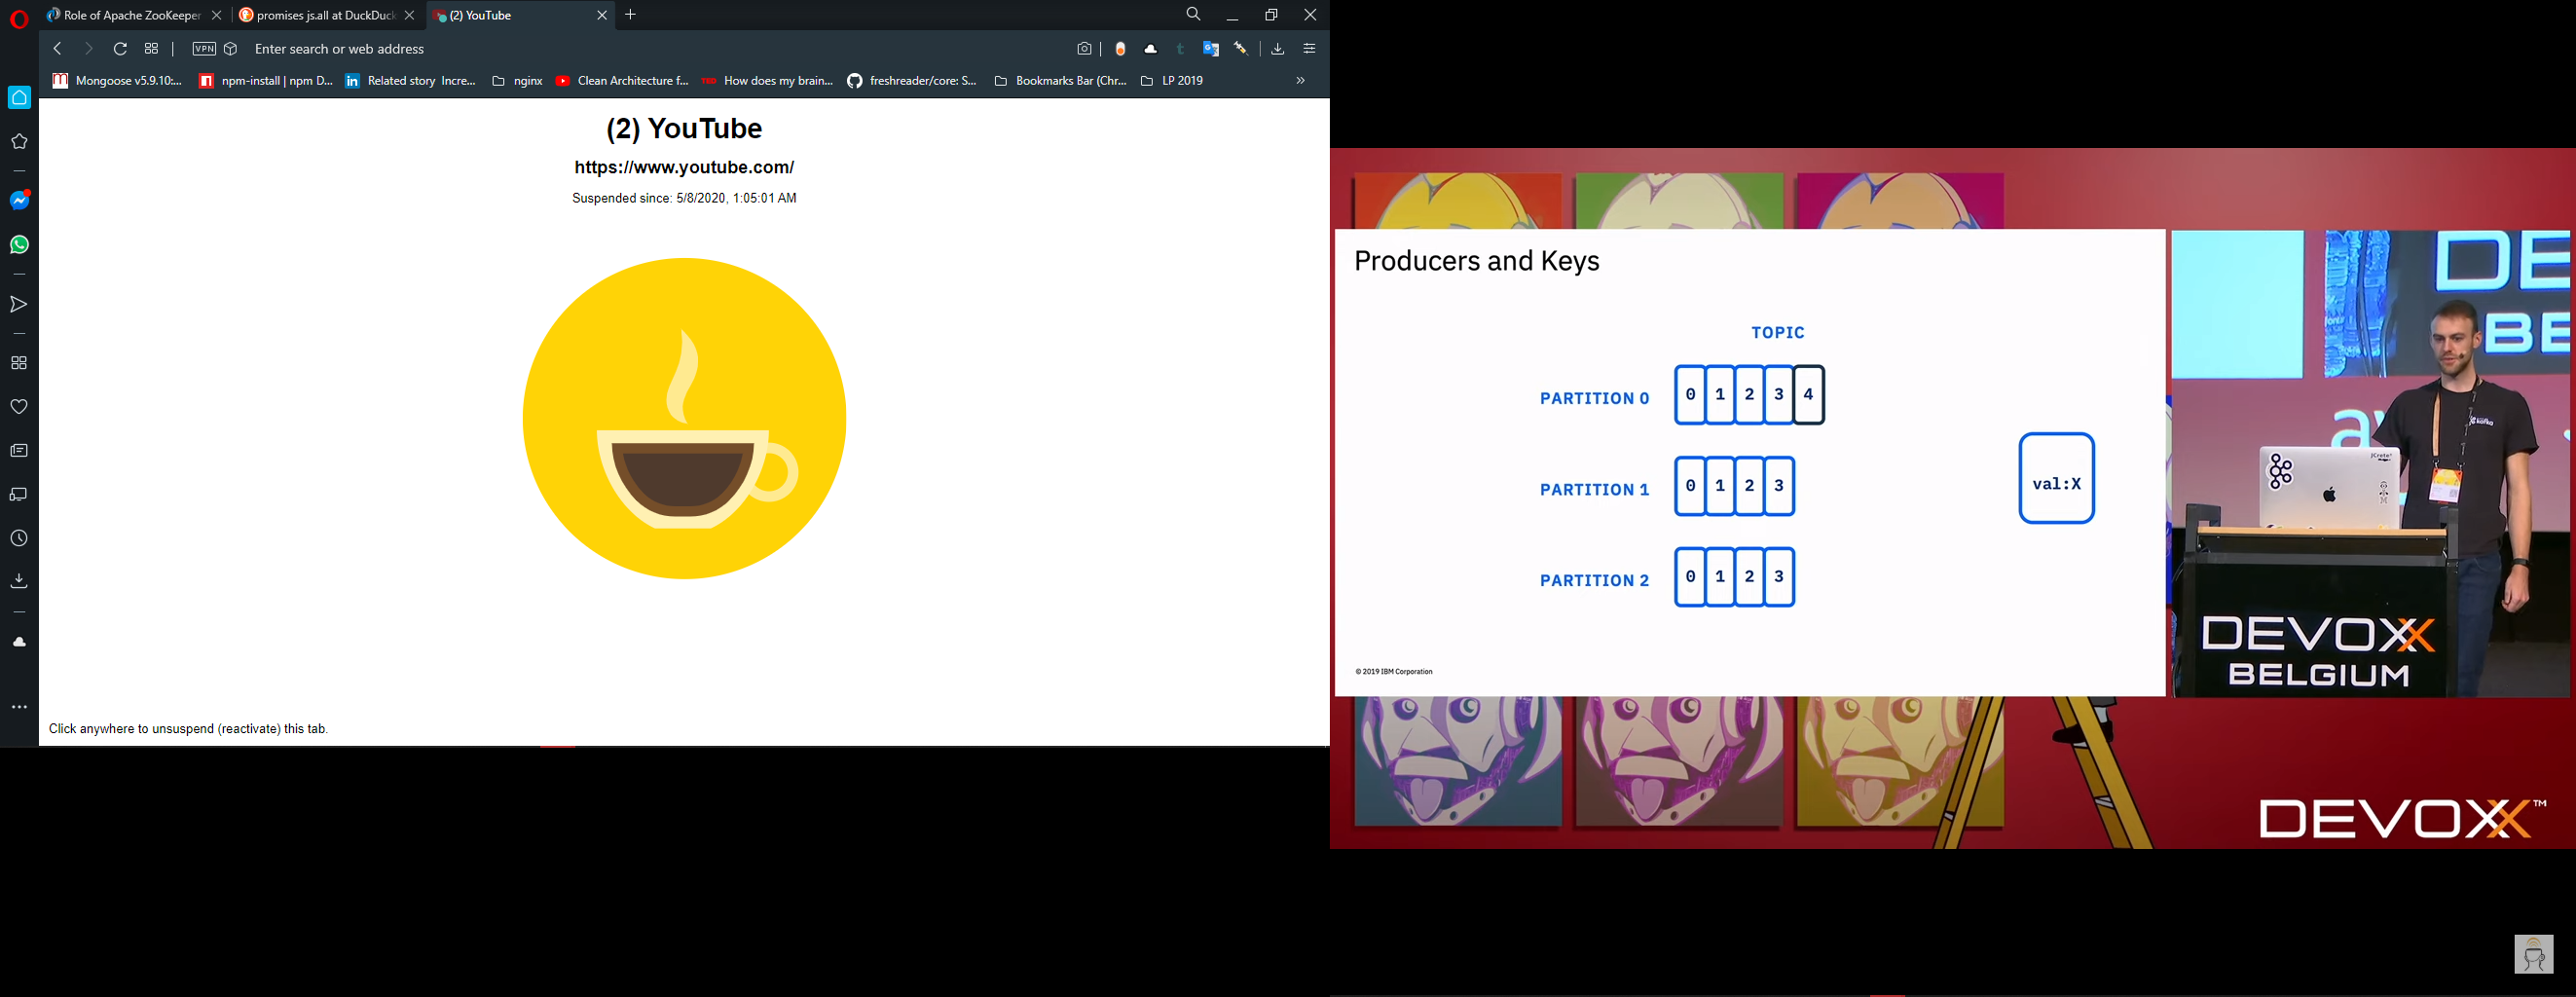 Role of Apache ZooKeeper
promises js.all at DuckDuck
(2) YouTube
VPN
Enter search or web address
Mongoose v5.9.10:...
npm-install | npm D...
Related story Incre...
nginx
Clean Architecture f...
How does my brain...
freshreader/core: S...
Bookmarks Bar (Chr...
LP 2019
(2) YouTube
https://www.youtube.com/
Suspended since: 5/8/2020, 1:05:01 AM
Click anywhere to unsuspend (reactivate) this tab.
Producers and Keys
TOPIC
PARTITION 0
0 1 2 3 4
PARTITION 1
0 1 2 3
PARTITION 2
0 1 2 3
val:X
© 2019 IBM Corporation
DE
BE
kafka
DEVOXX
BELGIUM
DEVOXX™